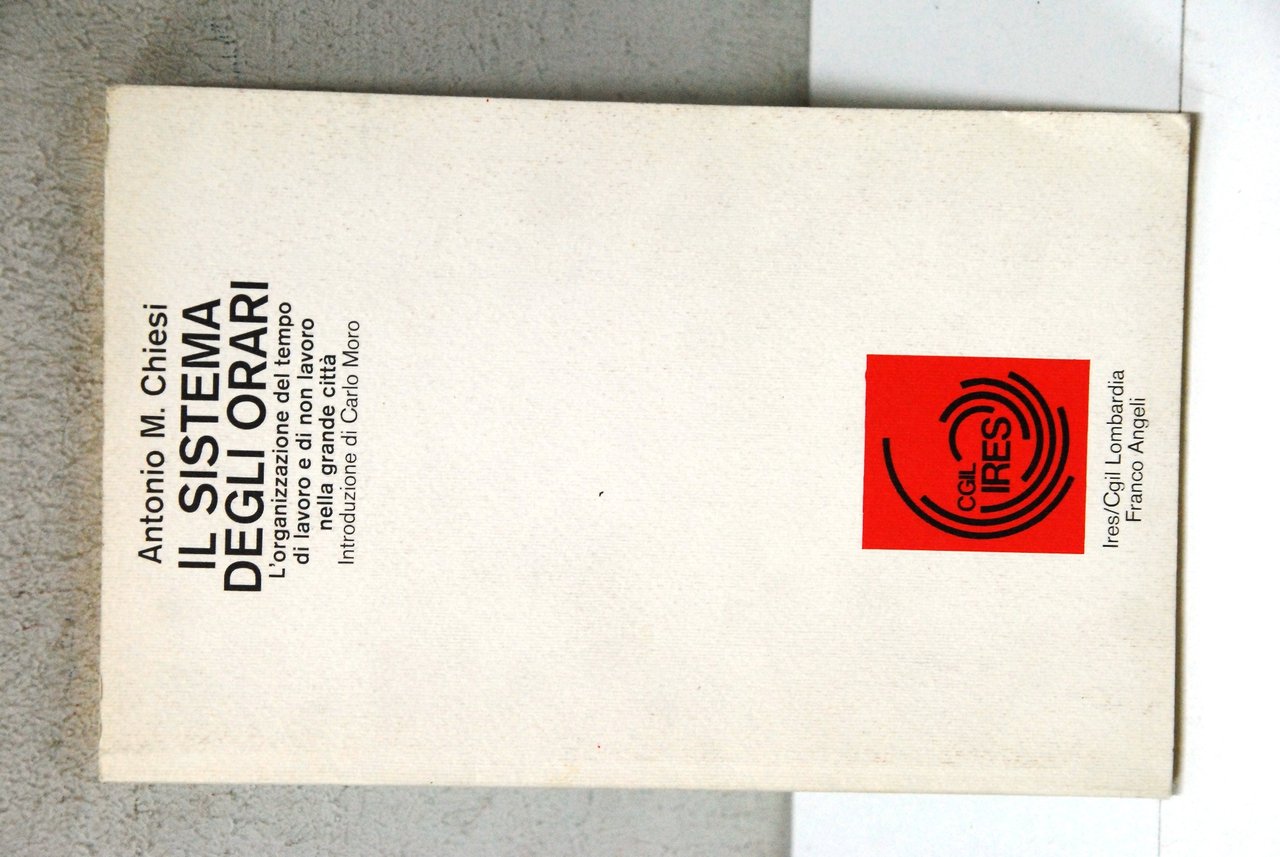 Antonio M. Chiesi
IL SISTEMA
DEGLI ORARI
L'organizzazione del tempo
di lavoro e di non lavoro
nella grande città
Introduzione di Carlo Moro
CGIL
IRES
Ires/Cgil Lombardia
Franco Angeli